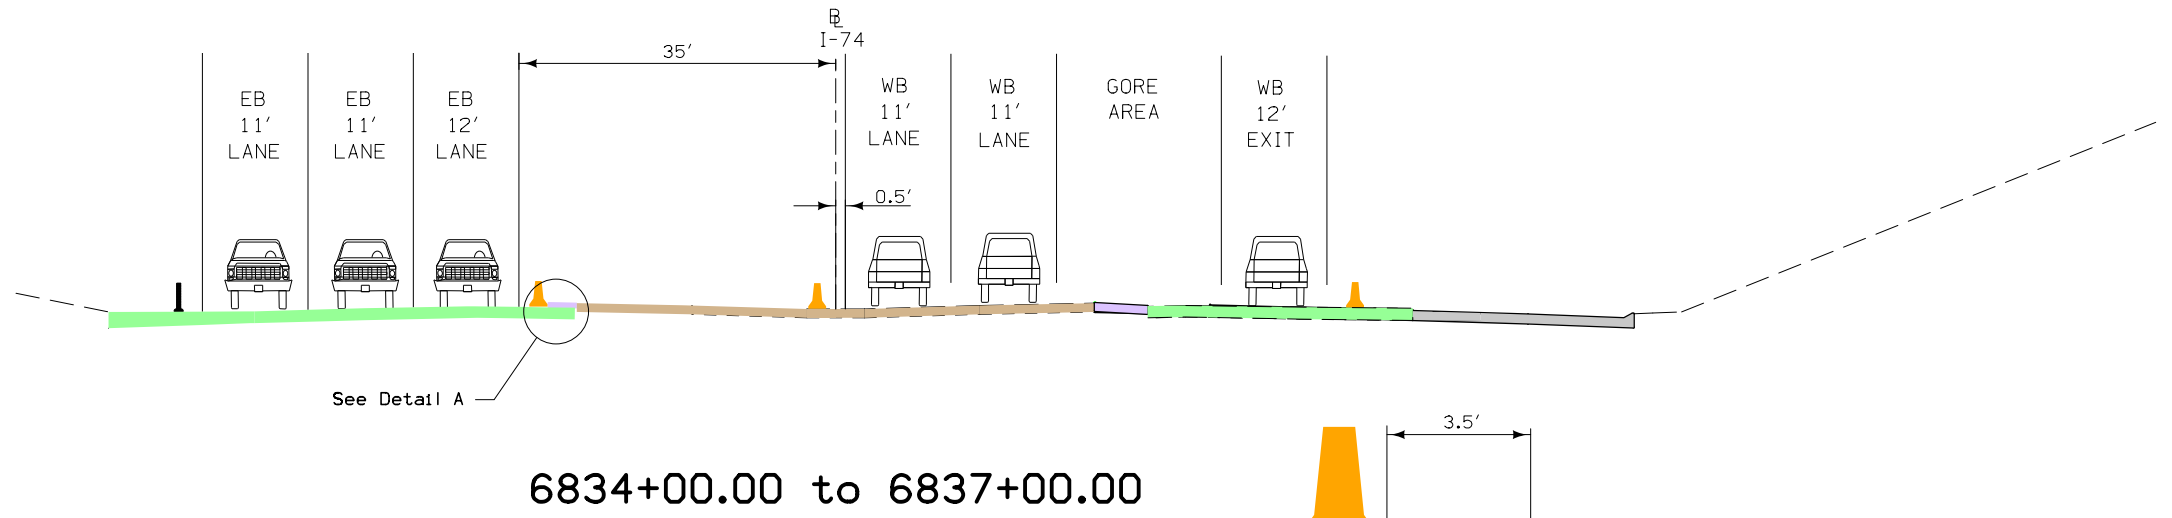 BL
I-74
35'
EB
11'
LANE
EB
11'
LANE
EB
12'
LANE
WB
11'
LANE
WB
11'
LANE
GORE
AREA
WB
12'
EXIT
0.5'
See Detail A
3.5'
6834+00.00 to 6837+00.00